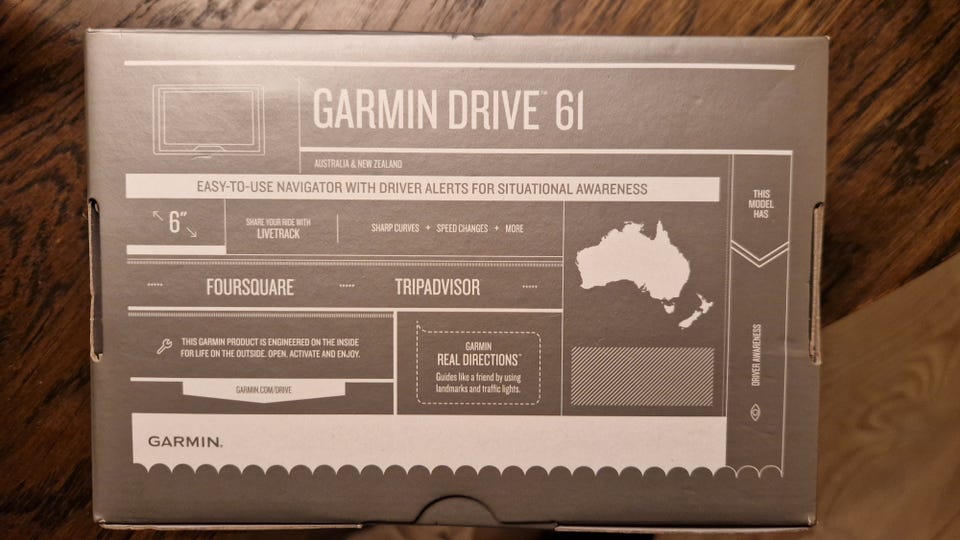 GARMIN DRIVE™ 61
AUSTRALIA & NEW ZEALAND
EASY-TO-USE NAVIGATOR WITH DRIVER ALERTS FOR SITUATIONAL AWARENESS
THIS
MODEL
HAS
6"
SHARE YOUR RIDE WITH
LIVETRACK
SHARP CURVES + SPEED CHANGES + MORE
FOURSQUARE
TRIPADVISOR
THIS GARMIN PRODUCT IS ENGINEERED ON THE INSIDE
FOR LIFE ON THE OUTSIDE. OPEN, ACTIVATE AND ENJOY.
GARMIN.COM/DRIVE
GARMIN
REAL DIRECTIONS™
Guides like a friend by using
landmarks and traffic lights.
DRIVER AWARENESS
GARMIN®